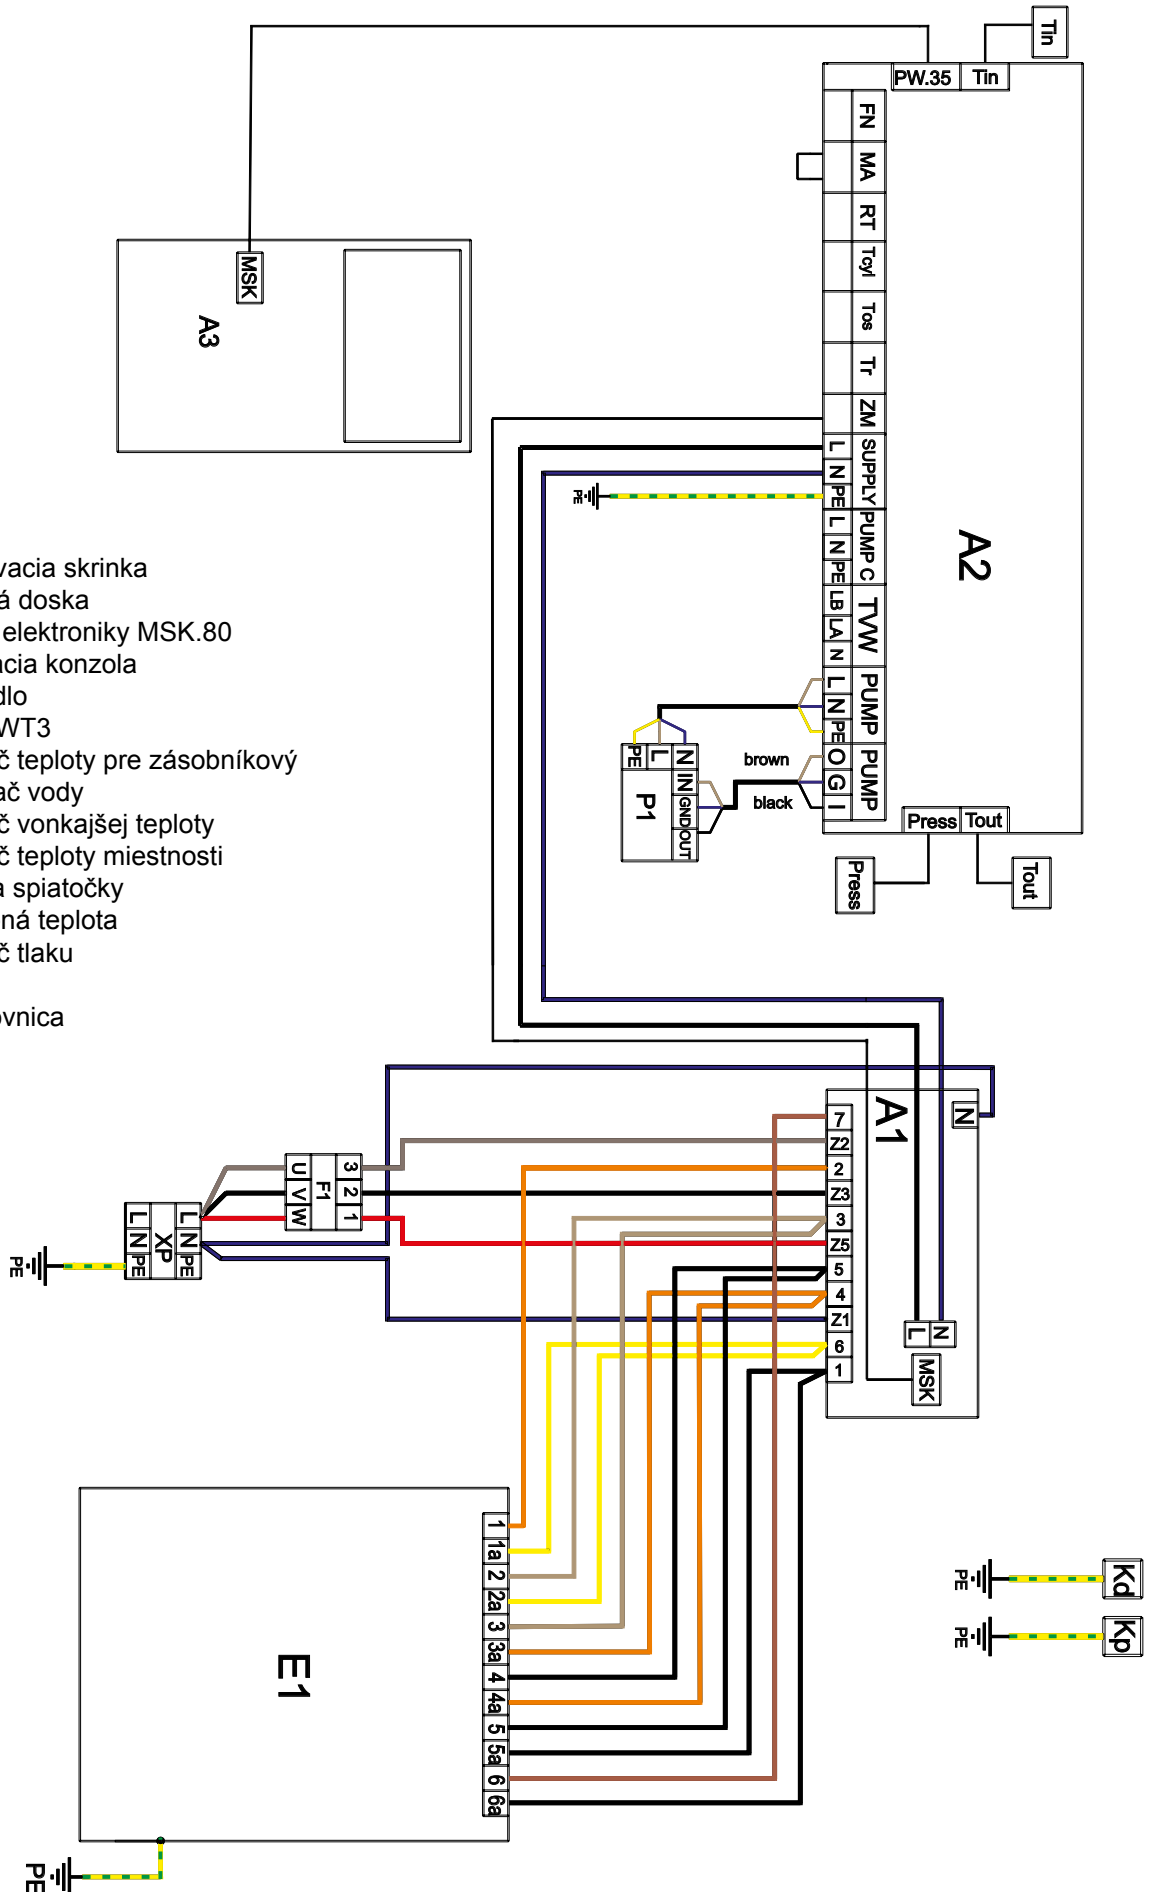 Tin
PW.35 Tin
FN
MA
RT
Tcyl
Tos
Tr
ZM
L N PE SUPPLY
L N PE PUMP C
LB LA N TVW
L N PE PUMP
O G I PUMP
A2
Press Tout
Press
Tout
MSK
A3
PE
brown
black
PE L N IN GND OUT
P1
vacia skrinka
á doska
elektroniky MSK.80
acia konzola
dlo
WT3
č teploty pre zásobníkový
ač vody
č vonkajšej teploty
č teploty miestnosti
a spiatočky
ná teplota
č tlaku
ovnica
A1
N
7
Z2
2
Z3
3
Z5
5
4
Z1
6
1
L N
MSK
U V W
F1
3 2 1
L N PE
XP
L N PE
PE
1
1a
2
2a
3
3a
4
4a
5
5a
6
6a
E1
PE
Kd
PE
Kp
PE